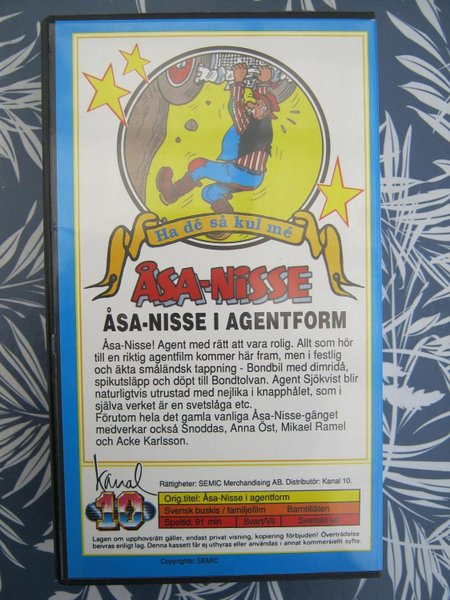 Ha dé så kul mé
ÅSA-NISSE
ÅSA-NISSE I AGENTFORM
Åsa-Nisse! Agent med rätt att vara rolig. Allt som hör
till en riktig agentfilm kommer här fram, men i festlig
och äkta småländsk tappning - Bondbil med dimridå,
spikutsläpp och döpt till Bondtolvan. Agent Sjökvist blir
naturligtvis utrustad med nejlika i knapphålet, som i
själva verket är en svetslåga etc.
Förutom hela det gamla vanliga Åsa-Nisse-gänget
medverkar också Snoddas, Anna Öst, Mikael Ramel
och Acke Karlsson.
Kanal
10
Rättigheter: SEMIC Merchandising AB. Distributör: Kanal 10.
Orig.titel: Åsa-Nisse i agentform
Svensk buskis / familjefilm Barntillåten
Speltid: 91 min Svart/Vit Svenskt tal
Lagen om upphovsrätt gäller, endast privat visning, kopiering förbjuden! Överträdelse
beivras enligt lag. Denna kassett får ej uthyras eller användas i annat kommersiellt syfte.
Copyrights: SEMIC